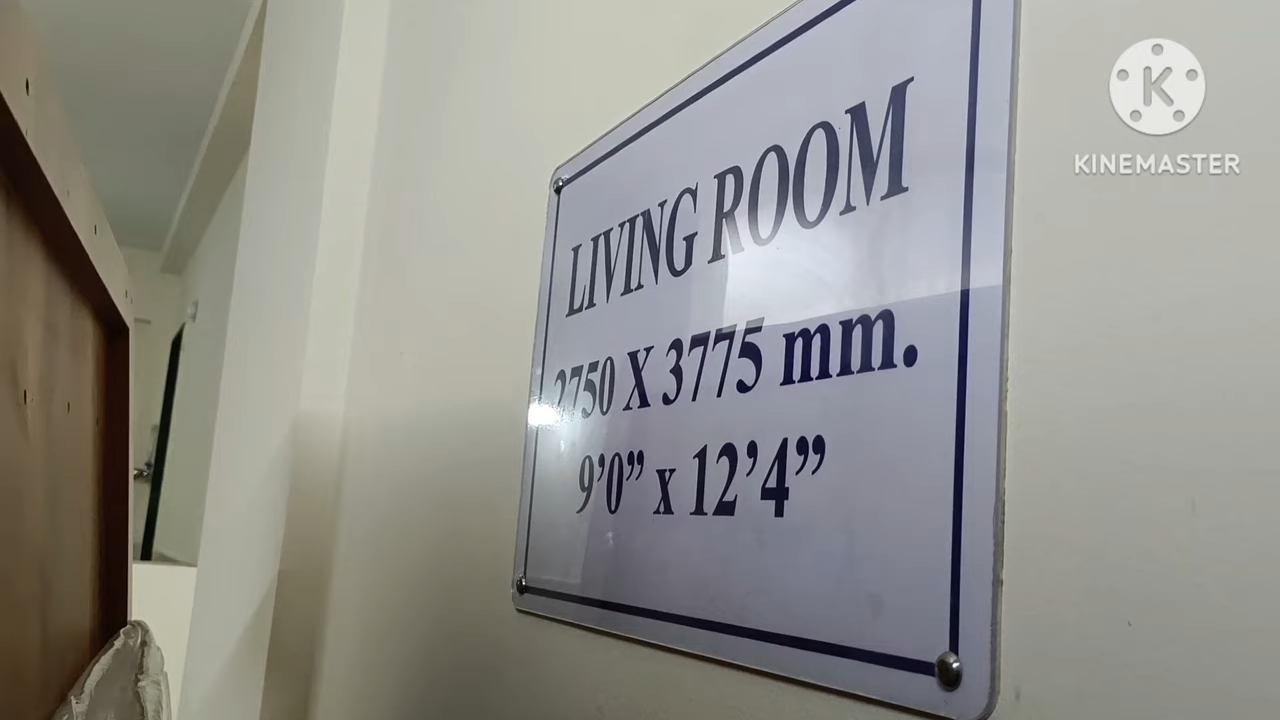 LIVING ROOM
2750 X 3775 mm.
9’0” x 12’4”
K
KINEMASTER